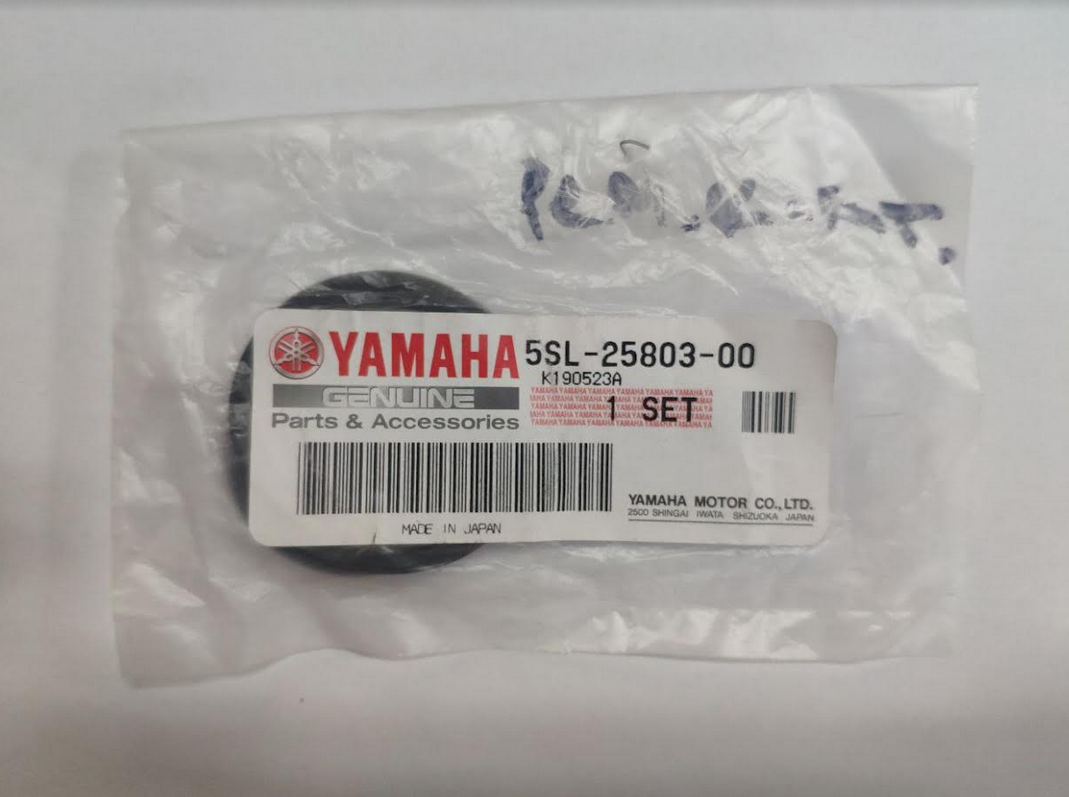 YAMAHA 5SL-25803-00
K190523A
GENUINE
1 SET
Parts & Accessories
YAMAHA MOTOR CO.,LTD.
2500 SHINGAI IWATA SHIZUOKA JAPAN
MADE IN JAPAN